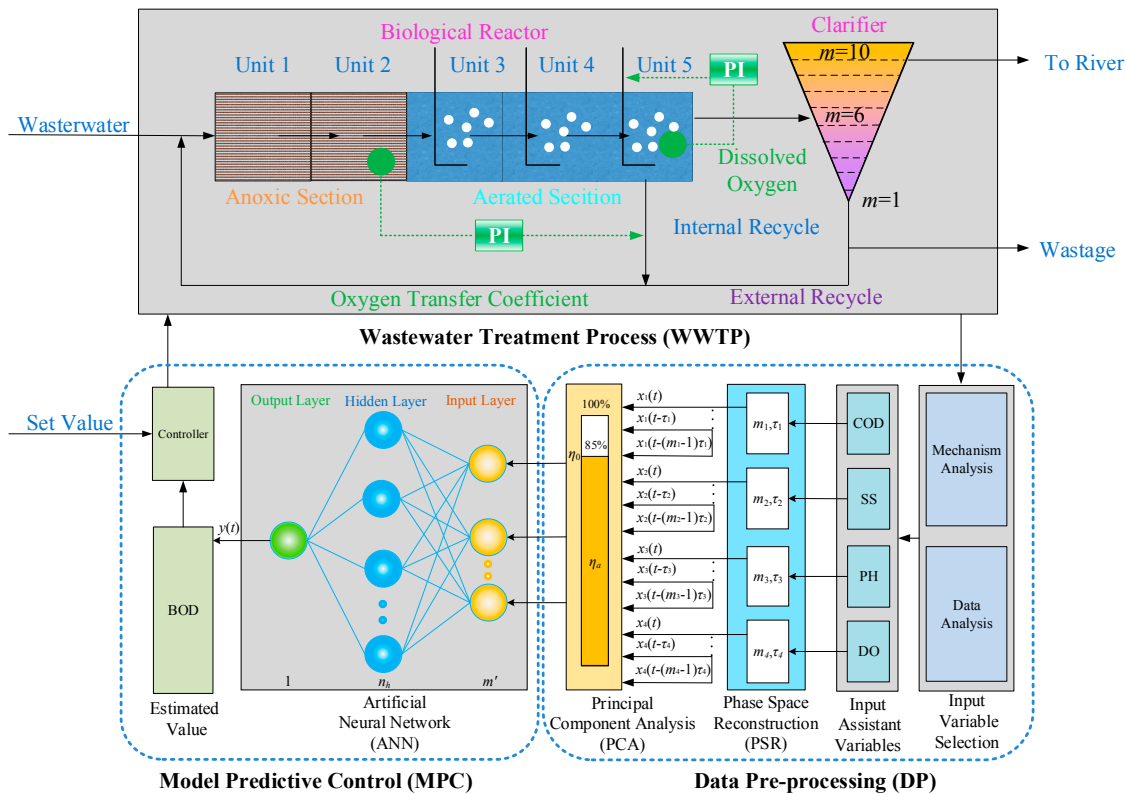 Biological Reactor
Clarifier
Unit 1
Unit 2
Unit 3
Unit 4
Unit 5
PI
m=10
To River
Wasterwater
m=6
Dissolved
Oxygen
Anoxic Section
Aerated Secition
m=1
PI
Internal Recycle
Wastage
Oxygen Transfer Coefficient
External Recycle
Wastewater Treatment Process (WWTP)
Set Value
Controller
BOD
Estimated
Value
y(t)
Output Layer
Hidden Layer
Input Layer
1
nₕ
m'
Artificial
Neural Network
(ANN)
Model Predictive Control (MPC)
100%
85%
η₀
ηₐ
Principal
Component Analysis
(PCA)
x₁(t)
x₁(t-τ₁)
x₁(t-(m₁-1)τ₁)
x₂(t)
x₂(t-τ₂)
x₂(t-(m₂-1)τ₂)
x₃(t)
x₃(t-τ₃)
x₃(t-(m₃-1)τ₃)
x₄(t)
x₄(t-τ₄)
x₄(t-(m₄-1)τ₄)
m₁,τ₁
m₂,τ₂
m₃,τ₃
m₄,τ₄
Phase Space
Reconstruction
(PSR)
COD
SS
PH
DO
Input
Assistant
Variables
Mechanism
Analysis
Data
Analysis
Input
Variable
Selection
Data Pre-processing (DP)